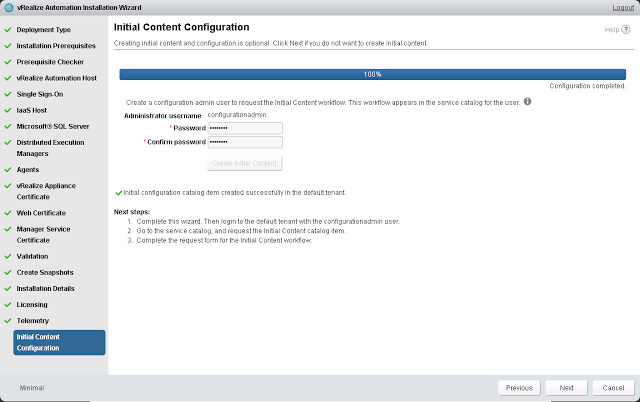 vRealize Automation Installation Wizard
Logout
Deployment Type
Installation Prerequisites
Prerequisite Checker
vRealize Automation Host
Single Sign-On
IaaS Host
Microsoft® SQL Server
Distributed Execution
Managers
Agents
vRealize Appliance
Certificate
Web Certificate
Manager Service
Certificate
Validation
Create Snapshots
Installation Details
Licensing
Telemetry
Initial Content
Configuration
Initial Content Configuration
Help ?
Creating initial content and configuration is optional. Click Next if you do not want to create initial content.
100%
Configuration completed.
Create a configuration admin user to request the Initial Content workflow. This workflow appears in the service catalog for the user.
Administrator username configurationadmin
* Password ••••••••
* Confirm password ••••••••
Create Initial Content
Initial configuration catalog item created successfully in the default tenant.
Next steps:
1. Complete this wizard. Then login to the default tenant with the configurationadmin user.
2. Go to the service catalog, and request the Initial Content catalog item.
3. Complete the request form for the Initial Content workflow.
Minimal
Previous
Next
Cancel